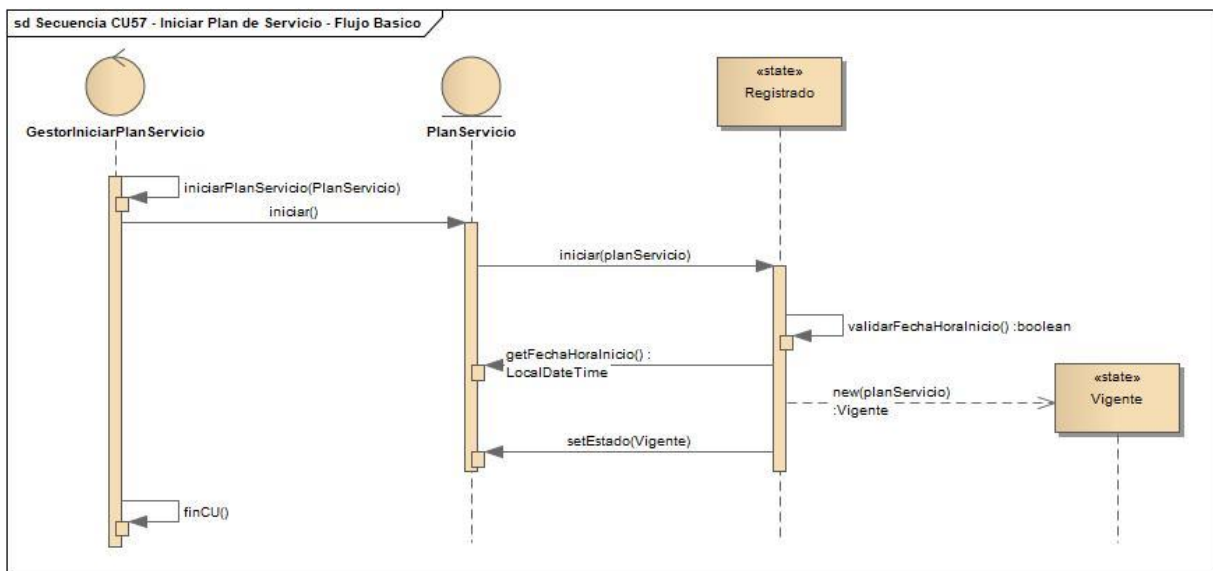 sd Secuencia CU57 - Iniciar Plan de Servicio - Flujo Basico
GestorIniciarPlanServicio
PlanServicio
«state»
Registrado
iniciarPlanServicio(PlanServicio)
iniciar()
iniciar(planServicio)
validarFechaHoraInicio() :boolean
getFechaHoraInicio() :
LocalDateTime
new(planServicio)
:Vigente
«state»
Vigente
setEstado(Vigente)
finCU()